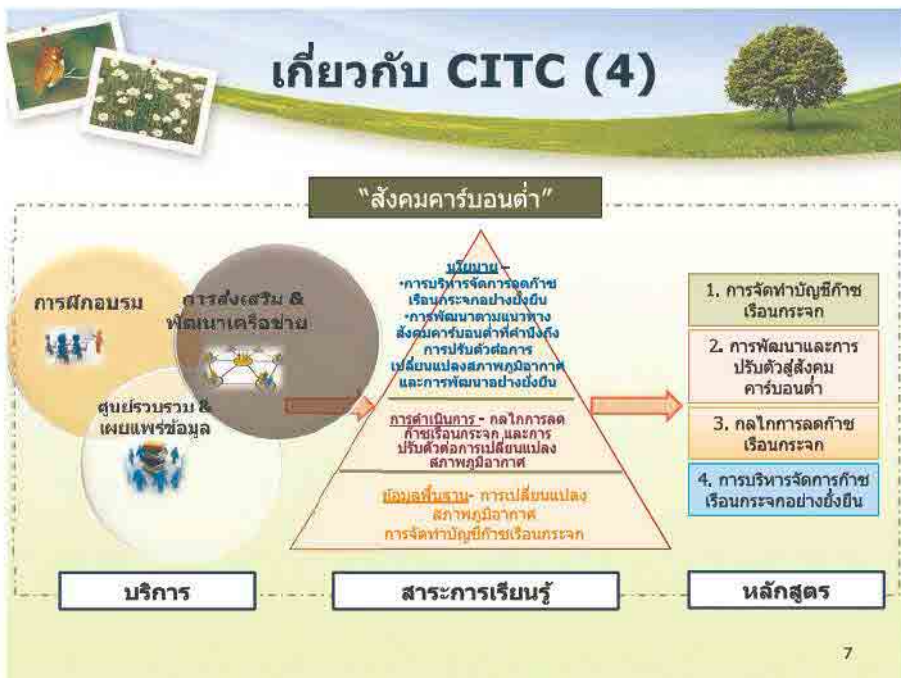 เกี่ยวกับ CITC (4)
“สังคมคาร์บอนต่ำ”
การฝึกอบรม
การส่งเสริม &
พัฒนาเครือข่าย
ศูนย์รวบรวม &
เผยแพร่ข้อมูล
นโยบาย –
•การบริหารจัดการลดก๊าซ
เรือนกระจกอย่างยั่งยืน
•การพัฒนาตามแนวทาง
สังคมคาร์บอนต่ำที่คำนึงถึง
การปรับตัวต่อการ
เปลี่ยนแปลงสภาพภูมิอากาศ
และการพัฒนาอย่างยั่งยืน
การดำเนินการ – กลไกการลด
ก๊าซเรือนกระจก และการ
ปรับตัวต่อการเปลี่ยนแปลง
สภาพภูมิอากาศ
ข้อมูลพื้นฐาน- การเปลี่ยนแปลง
สภาพภูมิอากาศ
การจัดทำบัญชีก๊าซเรือนกระจก
1. การจัดทำบัญชีก๊าซ
เรือนกระจก
2. การพัฒนาและการ
ปรับตัวสู่สังคม
คาร์บอนต่ำ
3. กลไกการลดก๊าซ
เรือนกระจก
4. การบริหารจัดการก๊าซ
เรือนกระจกอย่างยั่งยืน
บริการ
สาระการเรียนรู้
หลักสูตร
7